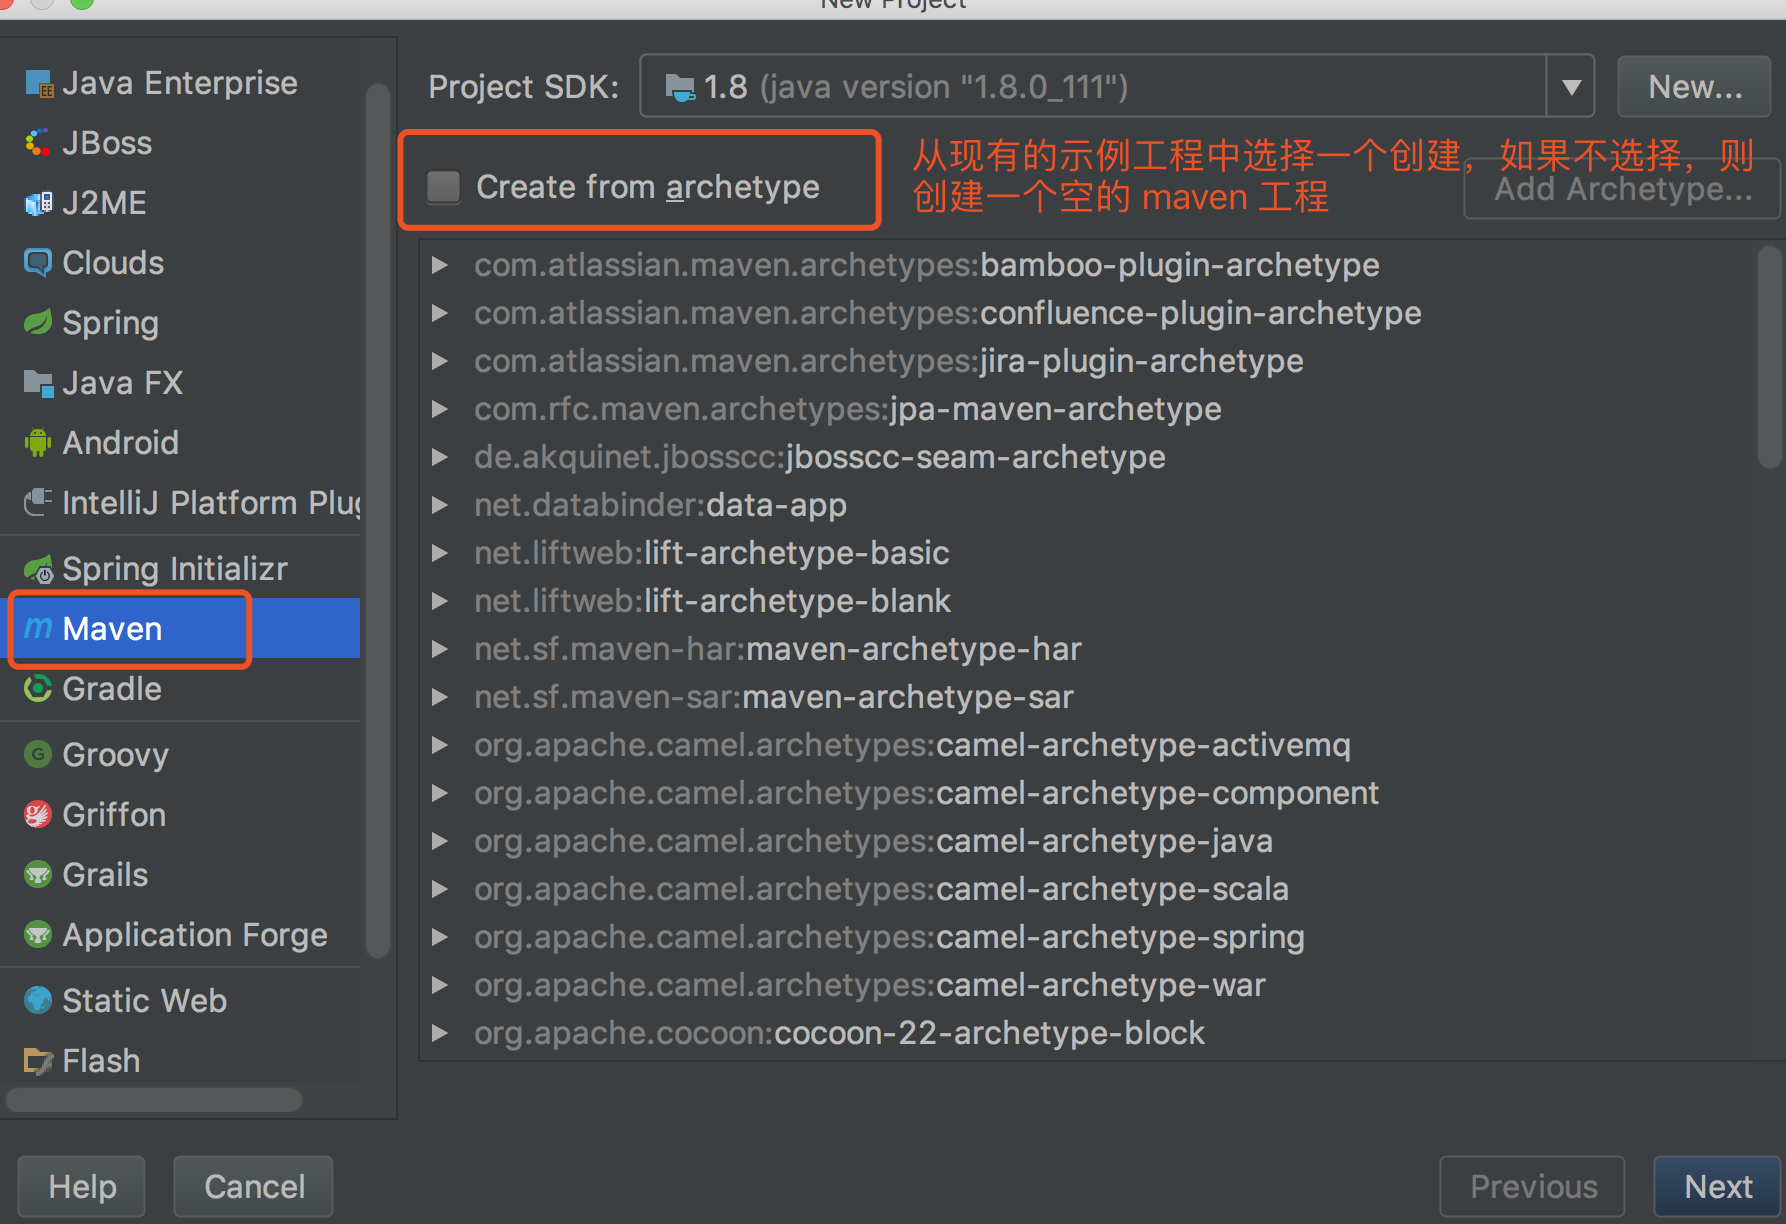 New Project
Java Enterprise
JBoss
J2ME
Clouds
Spring
Java FX
Android
IntelliJ Platform Plug
Spring Initializr
Maven
Gradle
Groovy
Griffon
Grails
Application Forge
Static Web
Flash
Project SDK: 1.8 (java version "1.8.0_111") New...
Create from archetype
从现有的示例工程中选择一个创建，如果不选择，则
创建一个空的 maven 工程
Add Archetype...
com.atlassian.maven.archetypes:bamboo-plugin-archetype
com.atlassian.maven.archetypes:confluence-plugin-archetype
com.atlassian.maven.archetypes:jira-plugin-archetype
com.rfc.maven.archetypes:jpa-maven-archetype
de.akquinet.jbosscc:jbosscc-seam-archetype
net.databinder:data-app
net.liftweb:lift-archetype-basic
net.liftweb:lift-archetype-blank
net.sf.maven-har:maven-archetype-har
net.sf.maven-sar:maven-archetype-sar
org.apache.camel.archetypes:camel-archetype-activemq
org.apache.camel.archetypes:camel-archetype-component
org.apache.camel.archetypes:camel-archetype-java
org.apache.camel.archetypes:camel-archetype-scala
org.apache.camel.archetypes:camel-archetype-spring
org.apache.camel.archetypes:camel-archetype-war
org.apache.cocoon:cocoon-22-archetype-block
Help Cancel Previous Next